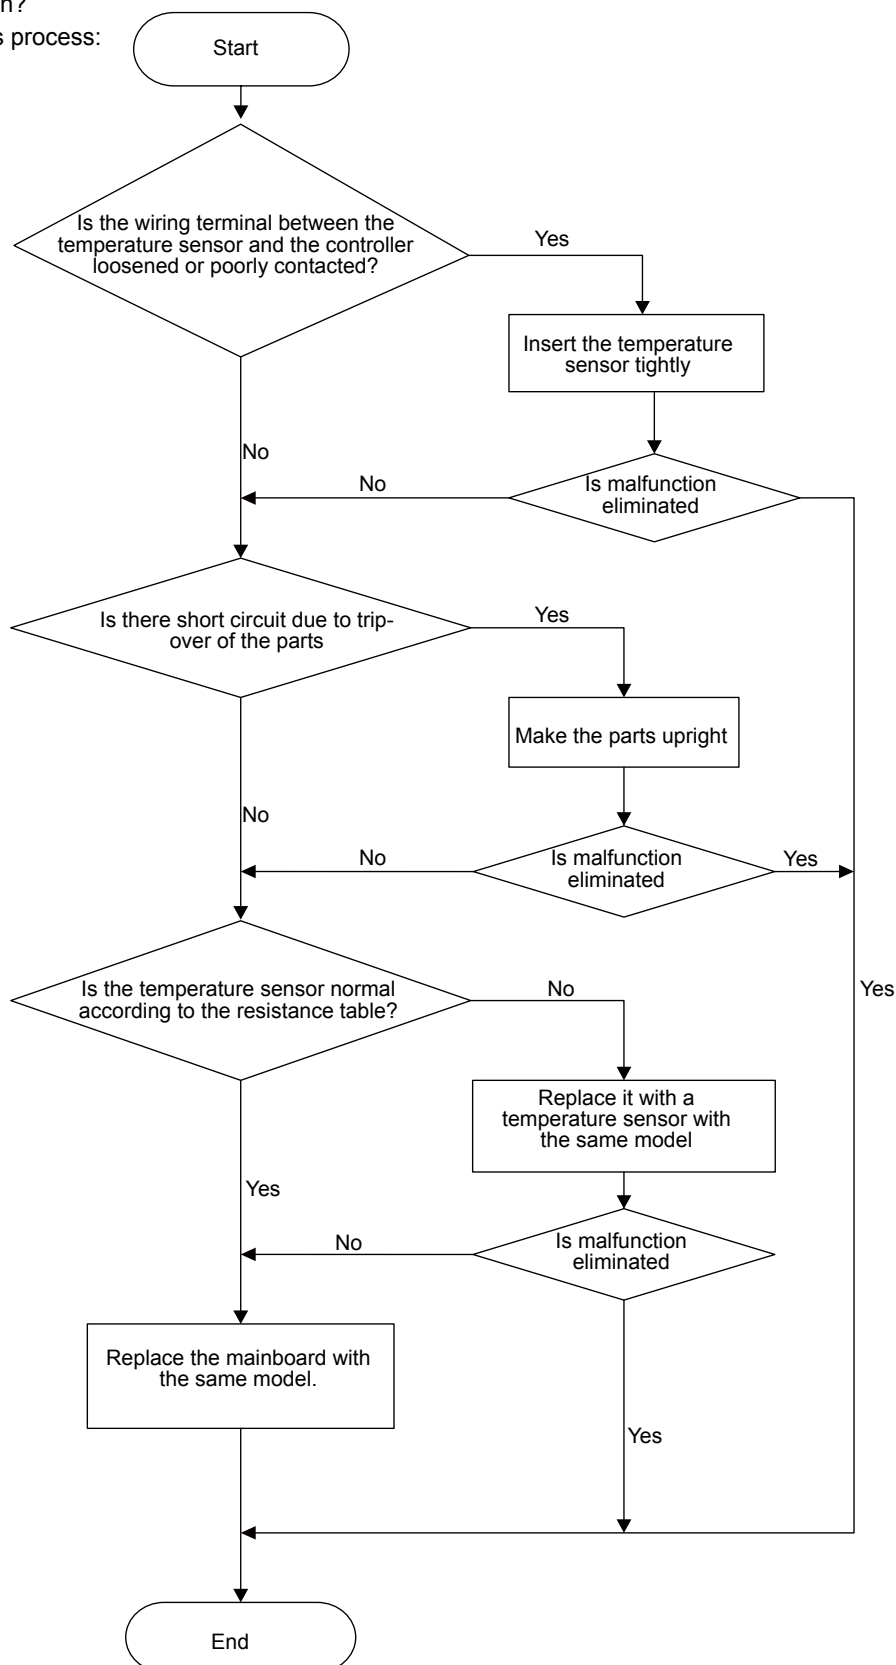 s process:
Start
Is the wiring terminal between the
temperature sensor and the controller
loosened or poorly contacted?
Yes
Insert the temperature
sensor tightly
No
Is malfunction
eliminated
No
Is there short circuit due to trip-
over of the parts
Yes
Make the parts upright
No
Is malfunction
eliminated
No
Yes
Is the temperature sensor normal
according to the resistance table?
No
Yes
Replace it with a
temperature sensor with
the same model
Yes
Is malfunction
eliminated
No
Replace the mainboard with
the same model.
Yes
End